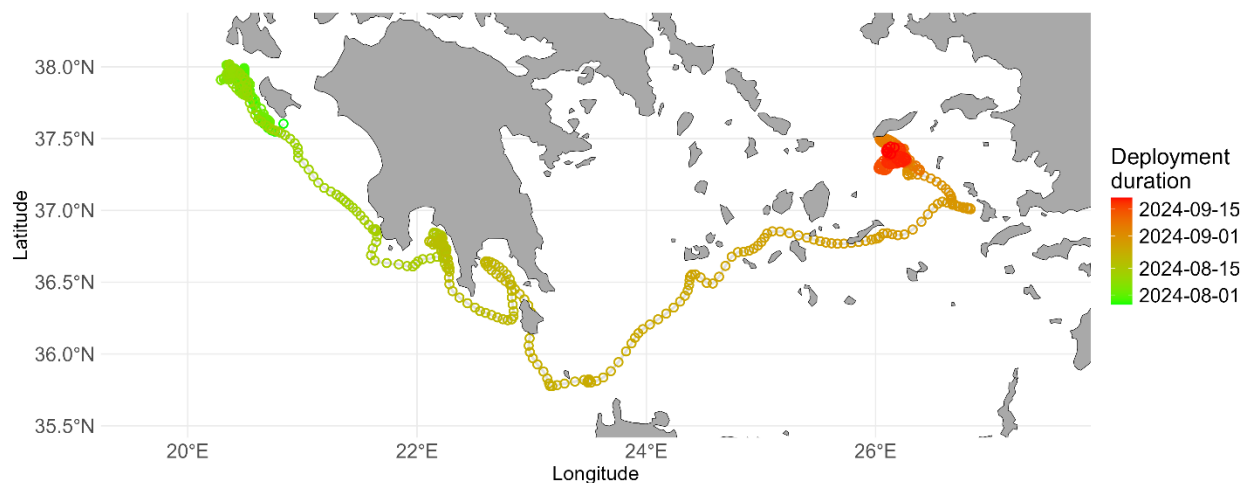 38.0°N
37.5°N
37.0°N
36.5°N
36.0°N
35.5°N
Latitude
20°E 22°E 24°E 26°E
Longitude
Deployment
duration
2024-09-15
2024-09-01
2024-08-15
2024-08-01